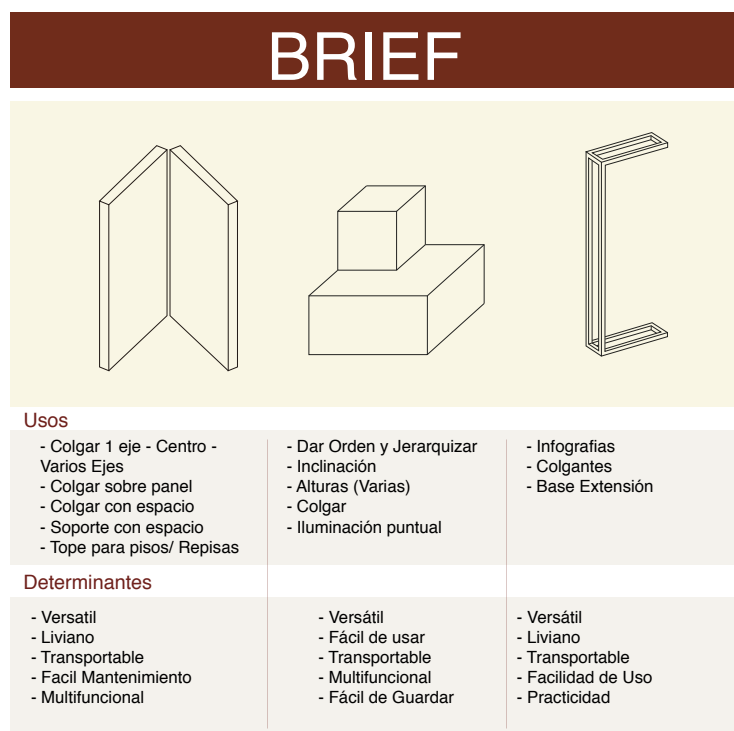 BRIEF
Usos
- Colgar 1 eje - Centro -
Varios Ejes
- Colgar sobre panel
- Colgar con espacio
- Soporte con espacio
- Tope para pisos/ Repisas
- Dar Orden y Jerarquizar
- Inclinación
- Alturas (Varias)
- Colgar
- Iluminación puntual
- Infografias
- Colgantes
- Base Extensión
Determinantes
- Versatil
- Liviano
- Transportable
- Facil Mantenimiento
- Multifuncional
- Versátil
- Fácil de usar
- Transportable
- Multifuncional
- Fácil de Guardar
- Versátil
- Liviano
- Transportable
- Facilidad de Uso
- Practicidad